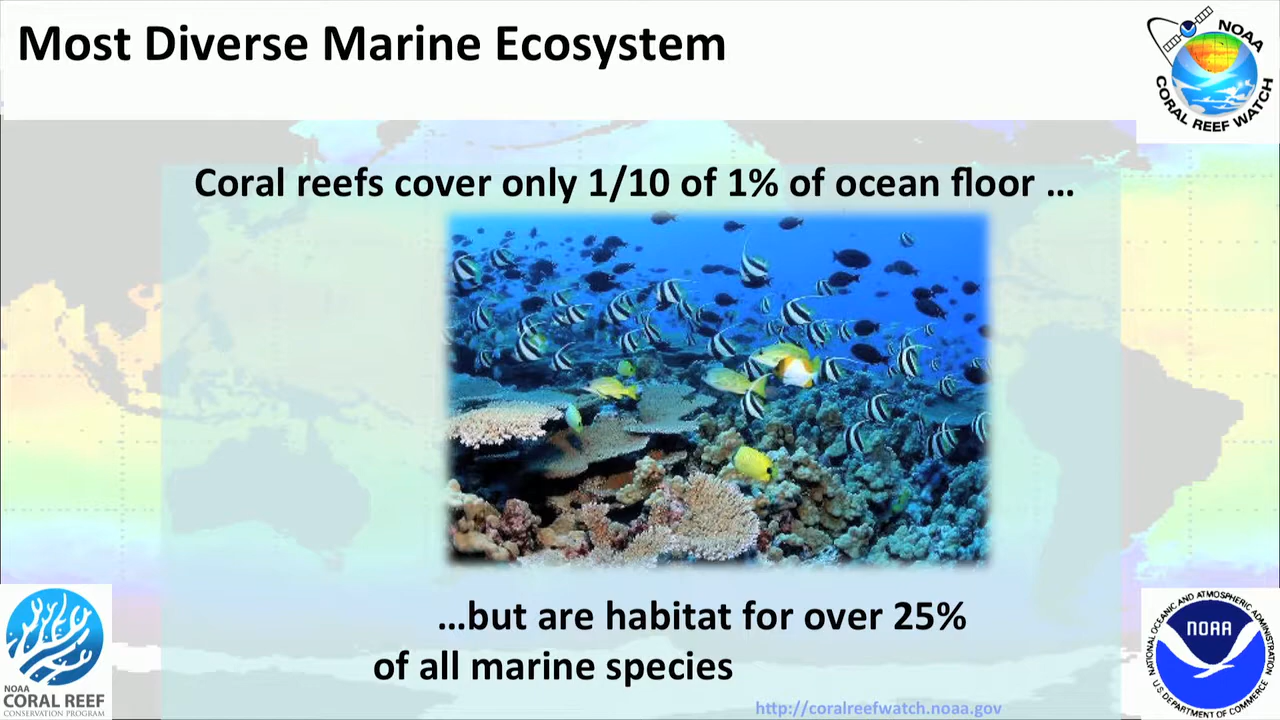 Most Diverse Marine Ecosystem
NOAA
CORAL REEF WATCH
Coral reefs cover only 1/10 of 1% of ocean floor …
…but are habitat for over 25%
of all marine species
NOAA
CORAL REEF
CONSERVATION PROGRAM
NATIONAL OCEANIC AND ATMOSPHERIC ADMINISTRATION
NOAA
U.S. DEPARTMENT OF COMMERCE
http://coralreefwatch.noaa.gov